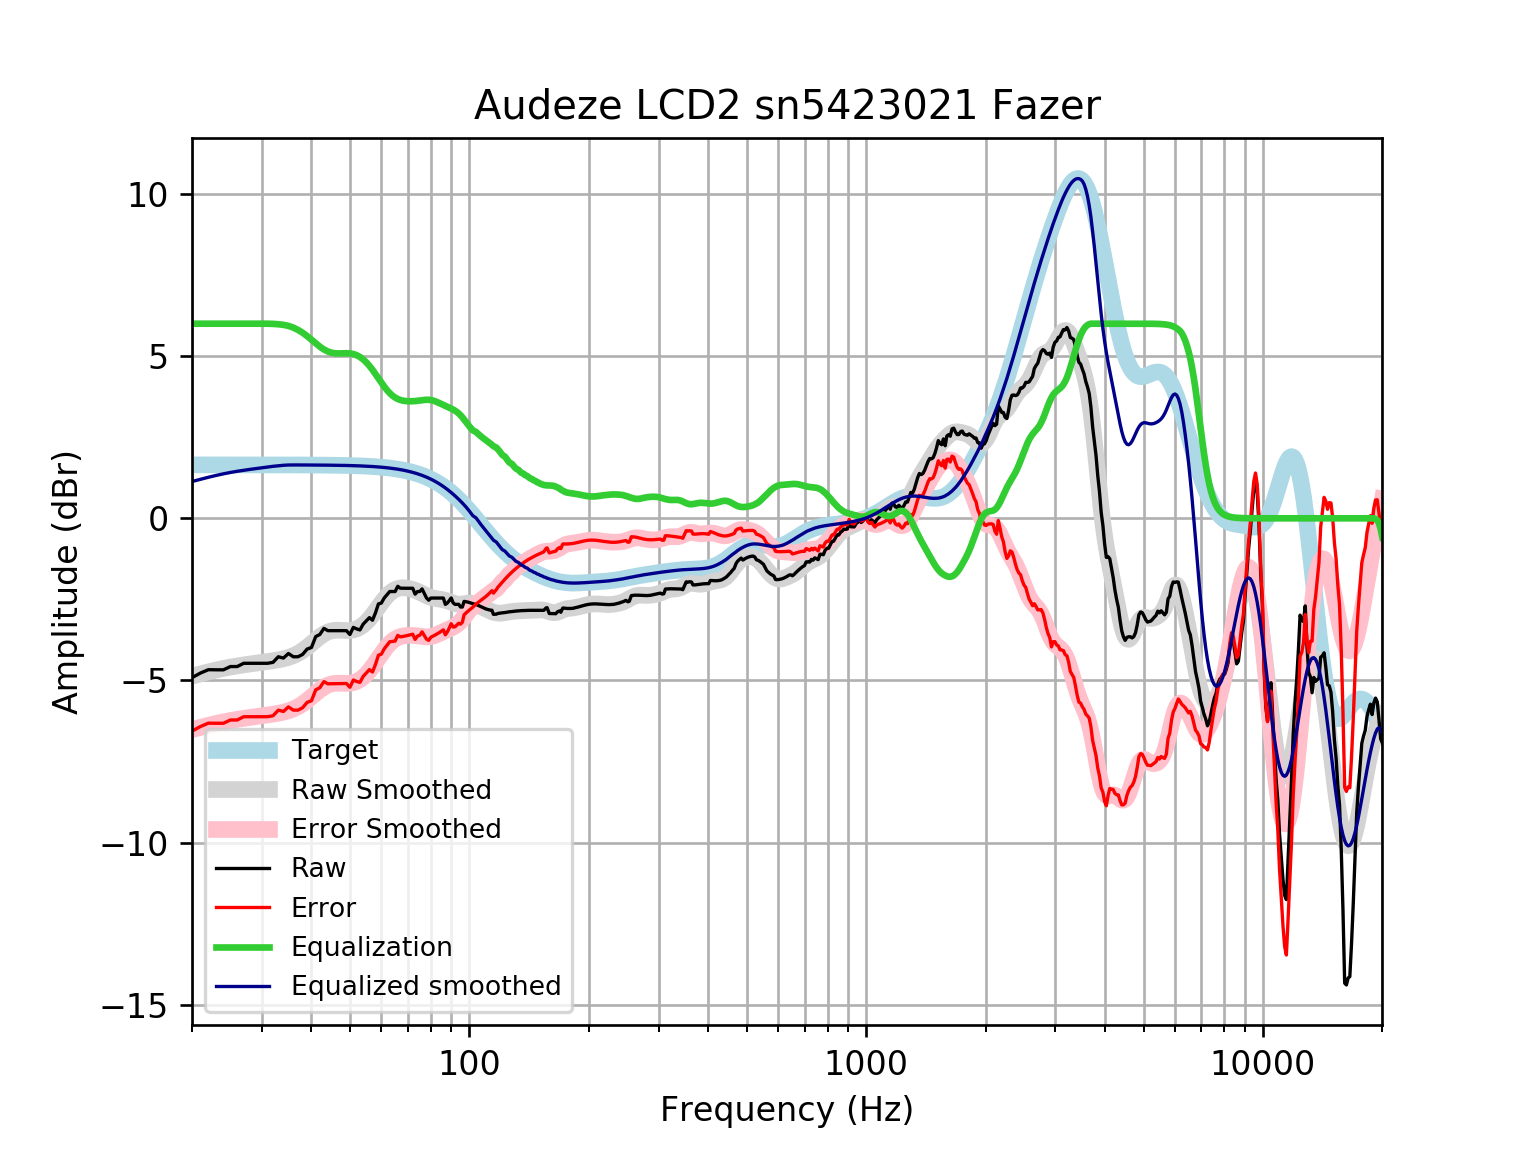 Audeze LCD2 sn5423021 Fazer
Amplitude (dBr)
10
5
0
−5
−10
−15
Target
Raw Smoothed
Error Smoothed
Raw
Error
Equalization
Equalized smoothed
100 1000 10000
Frequency (Hz)